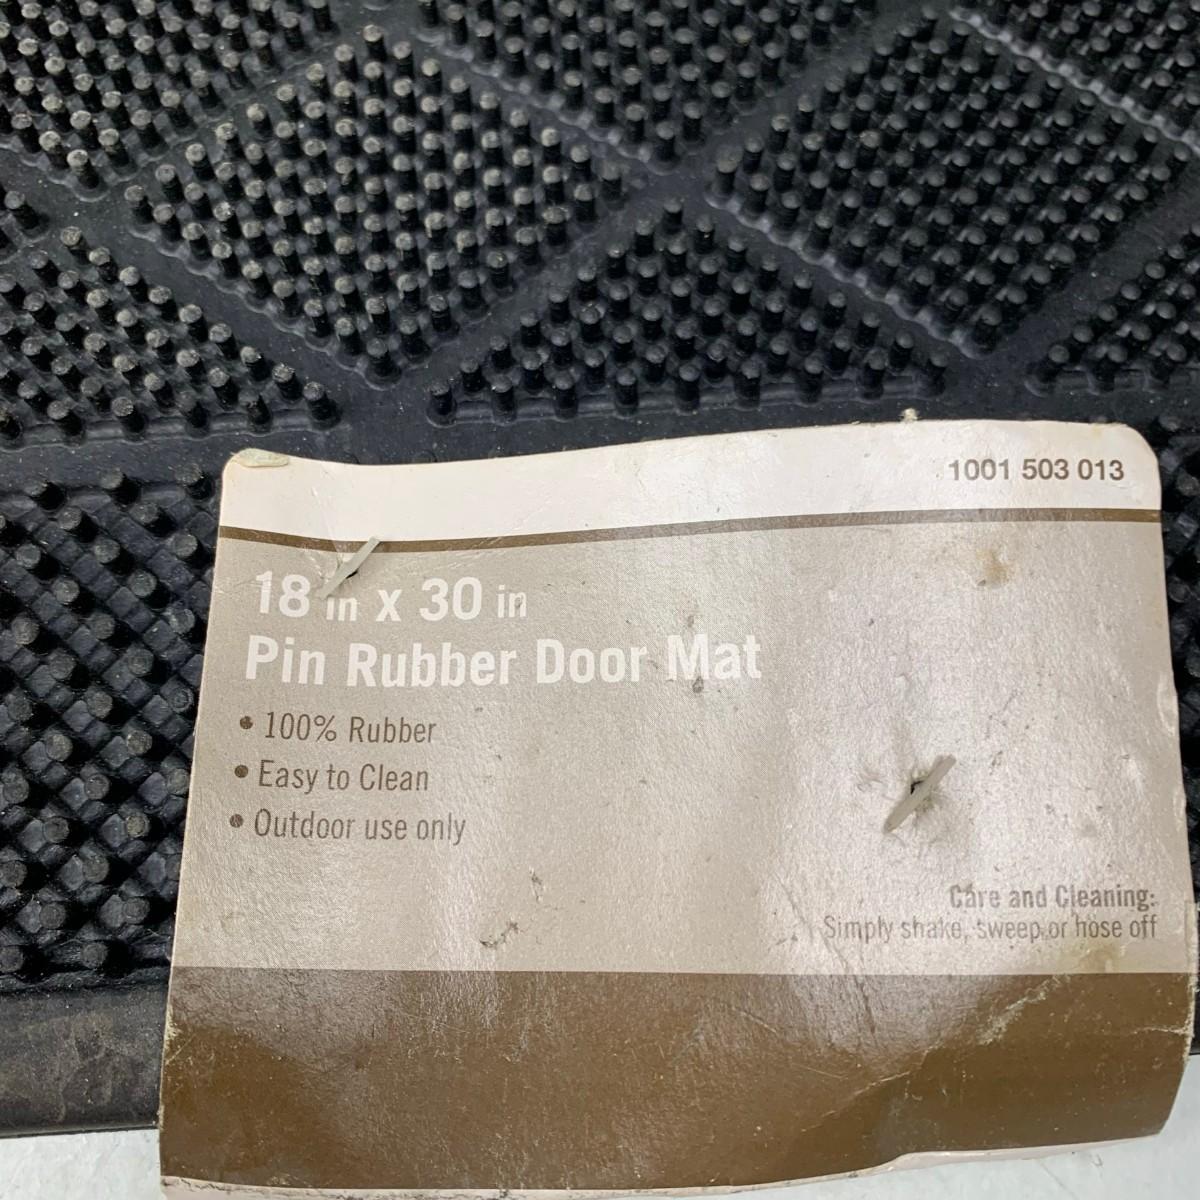 1001 503 013
18 in x 30 in
Pin Rubber Door Mat
• 100% Rubber
• Easy to Clean
• Outdoor use only
Care and Cleaning:
Simply shake, sweep or hose off